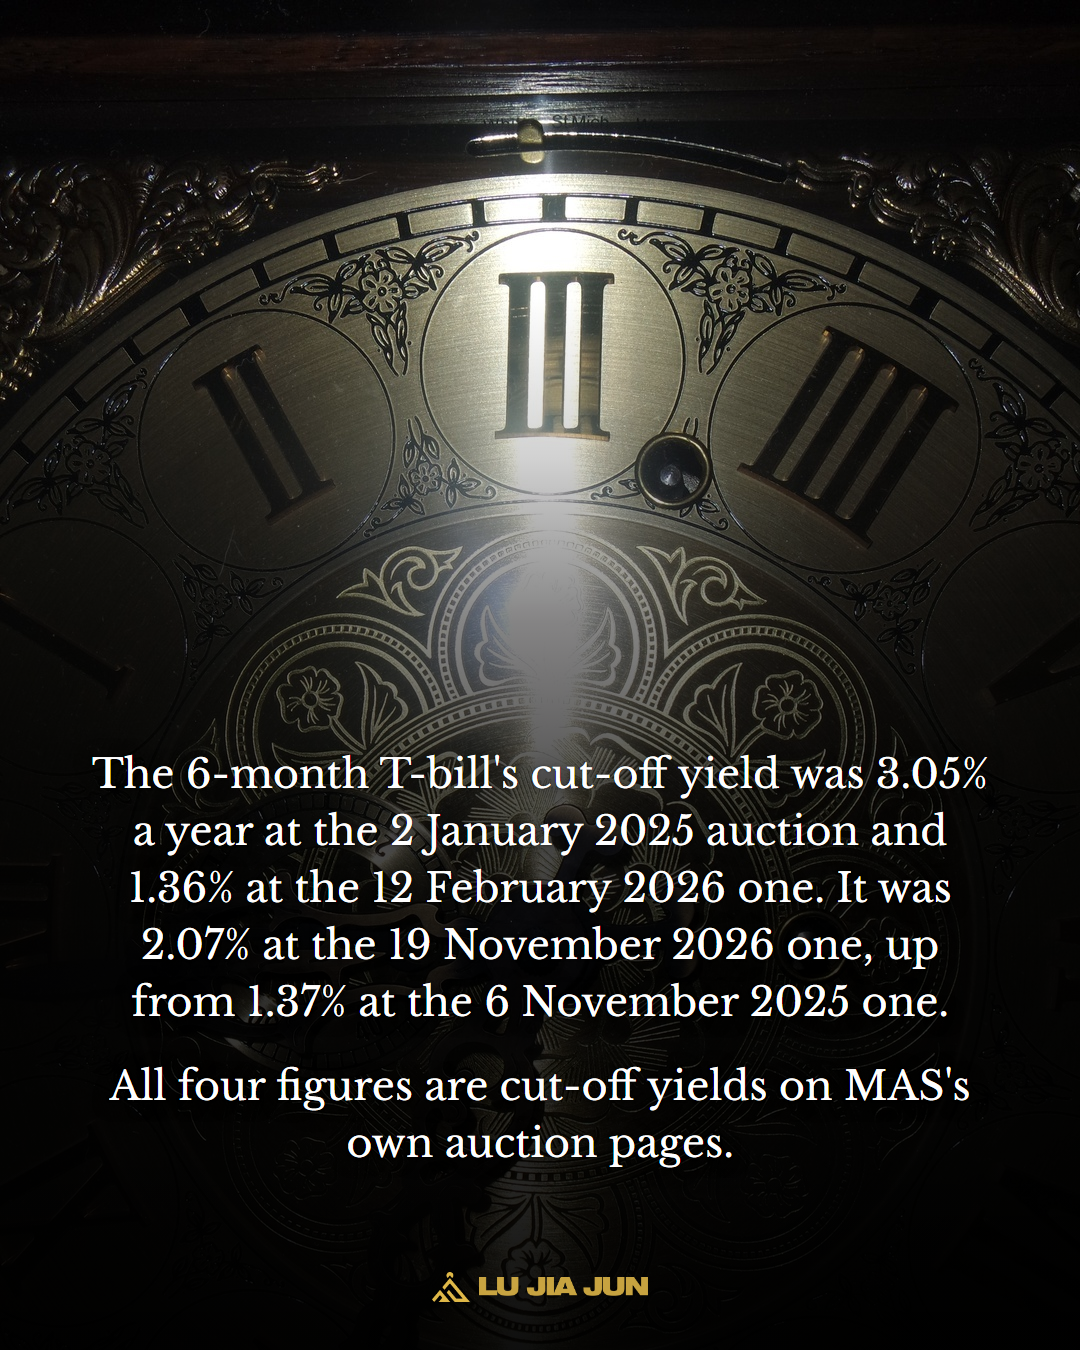 II
III
IIII
The 6-month T-bill's cut-off yield was 3.05%
a year at the 2 January 2025 auction and
1.36% at the 12 February 2026 one. It was
2.07% at the 19 November 2026 one, up
from 1.37% at the 6 November 2025 one.
All four figures are cut-off yields on MAS's
own auction pages.
LU JIA JUN